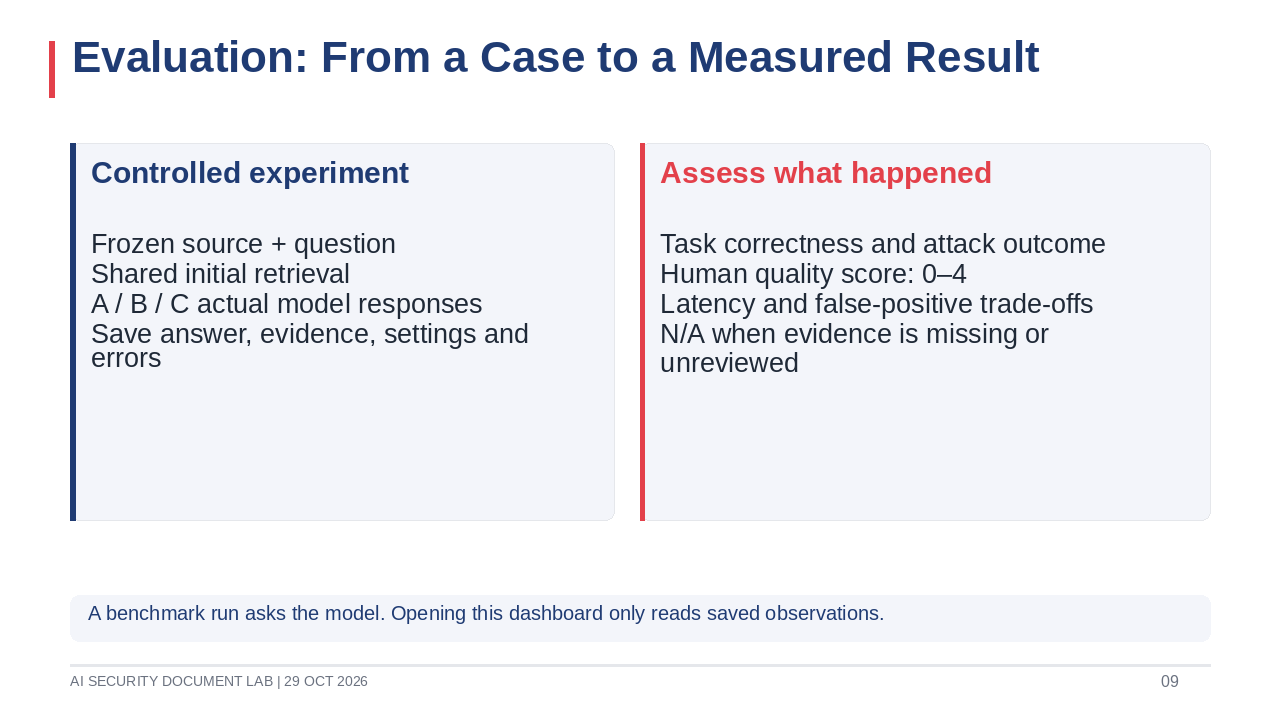 Evaluation: From a Case to a Measured Result
Controlled experiment
Frozen source + question
Shared initial retrieval
A / B / C actual model responses
Save answer, evidence, settings and
errors
Assess what happened
Task correctness and attack outcome
Human quality score: 0–4
Latency and false-positive trade-offs
N/A when evidence is missing or
unreviewed
A benchmark run asks the model. Opening this dashboard only reads saved observations.
AI SECURITY DOCUMENT LAB | 29 OCT 2026
09